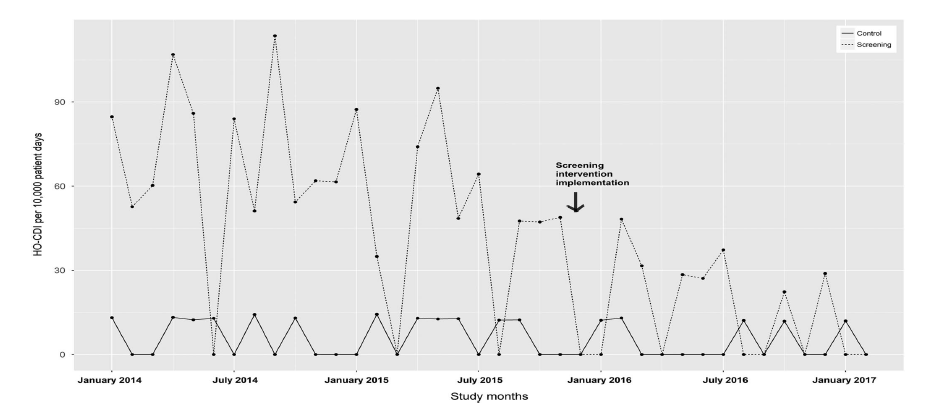 Control
Screening
90
60
30
0
HO-CDI per 10,000 patient days
Screening
intervention
implementation
January 2014
July 2014
January 2015
July 2015
January 2016
July 2016
January 2017
Study months